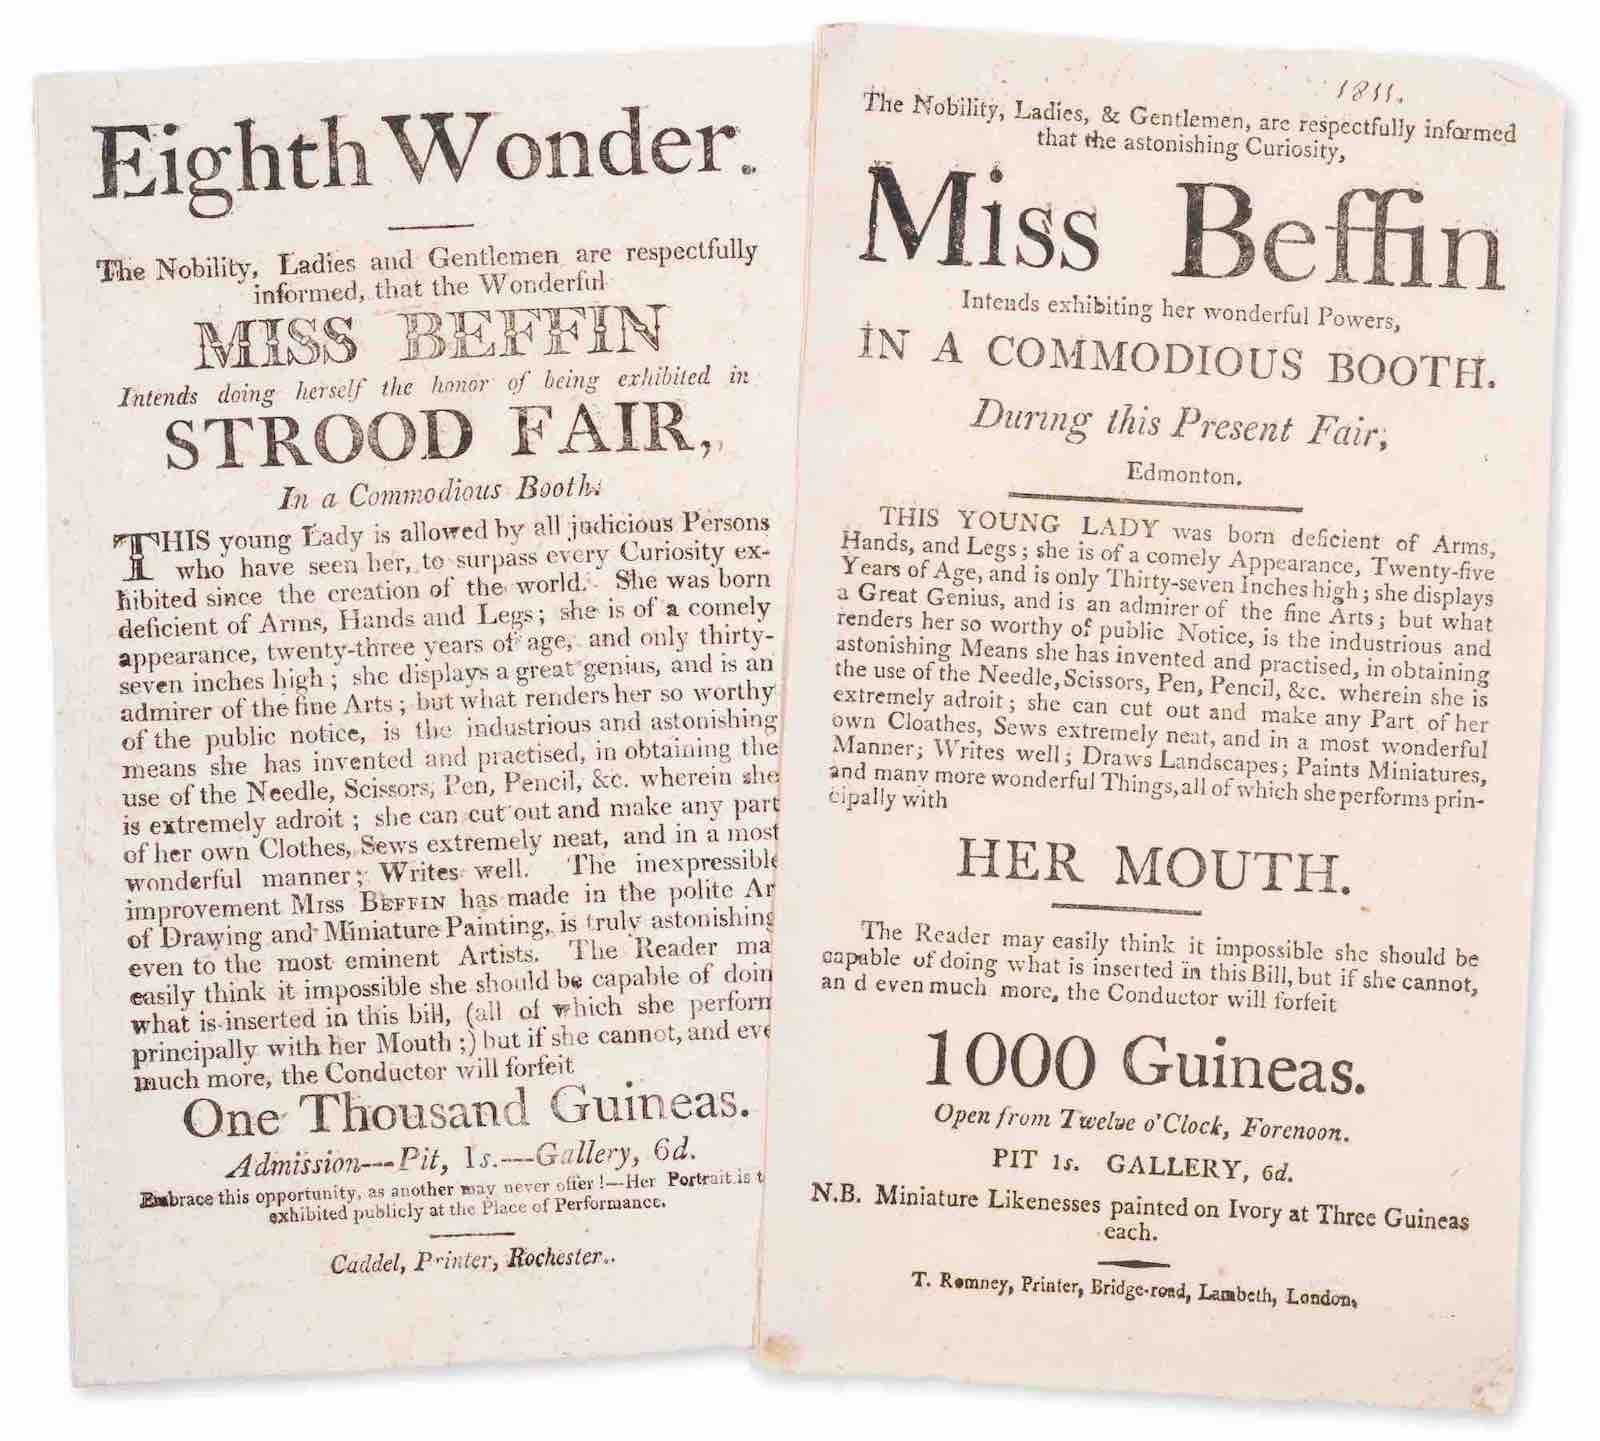 Eighth Wonder.
The Nobility, Ladies and Gentlemen are respectfully
informed, that the Wonderful
MISS BEFFIN
Intends doing herself the honor of being exhibited in
STROOD FAIR,
In a Commodious Booth.
THIS young Lady is allowed by all judicious Persons
who have seen her, to surpass every Curiosity ex-
hibited since the creation of the world. She was born
deficient of Arms, Hands and Legs; she is of a comely
appearance, twenty-three years of age, and only thirty-
seven inches high; she displays a great genius, and is an
admirer of the fine Arts; but what renders her so worthy
of the public notice, is the industrious and astonishing
means she has invented and practised, in obtaining the
use of the Needle, Scissors, Pen, Pencil, &c. wherein she
is extremely adroit; she can cut out and make any part
of her own Clothes, Sews extremely neat, and in a most
wonderful manner; Writes well. The inexpressible
improvement MISS BEFFIN has made in the polite Ar
of Drawing and Miniature Painting, is truly astonishing
even to the most eminent Artists. The Reader ma
easily think it impossible she should be capable of doin
what is inserted in this bill, (all of which she perform
principally with her Mouth;) but if she cannot, and eve
much more, the Conductor will forfeit
One Thousand Guineas.
Admission---Pit, 1s.---Gallery, 6d.
Embrace this opportunity, as another may never offer!—Her Portrait is t
exhibited publicly at the Place of Performance.
Caddel, Printer, Rochester.
1811.
The Nobility, Ladies, & Gentlemen, are respectfully informed
that the astonishing Curiosity,
Miss Beffin
Intends exhibiting her wonderful Powers,
IN A COMMODIOUS BOOTH.
During this Present Fair,
Edmonton.
THIS YOUNG LADY was born deficient of Arms,
Hands, and Legs; she is of a comely Appearance, Twenty-five
Years of Age, and is only Thirty-seven Inches high; she displays
a Great Genius, and is an admirer of the fine Arts; but what
renders her so worthy of public Notice, is the industrious and
astonishing Means she has invented and practised, in obtaining
the use of the Needle, Scissors, Pen, Pencil, &c. wherein she is
extremely adroit; she can cut out and make any Part of her
own Cloathes, Sews extremely neat, and in a most wonderful
Manner; Writes well; Draws Landscapes; Paints Miniatures,
and many more wonderful Things, all of which she performs prin-
cipally with
HER MOUTH.
The Reader may easily think it impossible she should be
capable of doing what is inserted in this Bill, but if she cannot,
an d even much more, the Conductor will forfeit
1000 Guineas.
Open from Twelve o'Clock, Forenoon.
PIT 1s. GALLERY, 6d.
N.B. Miniature Likenesses painted on Ivory at Three Guineas
each.
T. Romney, Printer, Bridge-road, Lambeth, London,